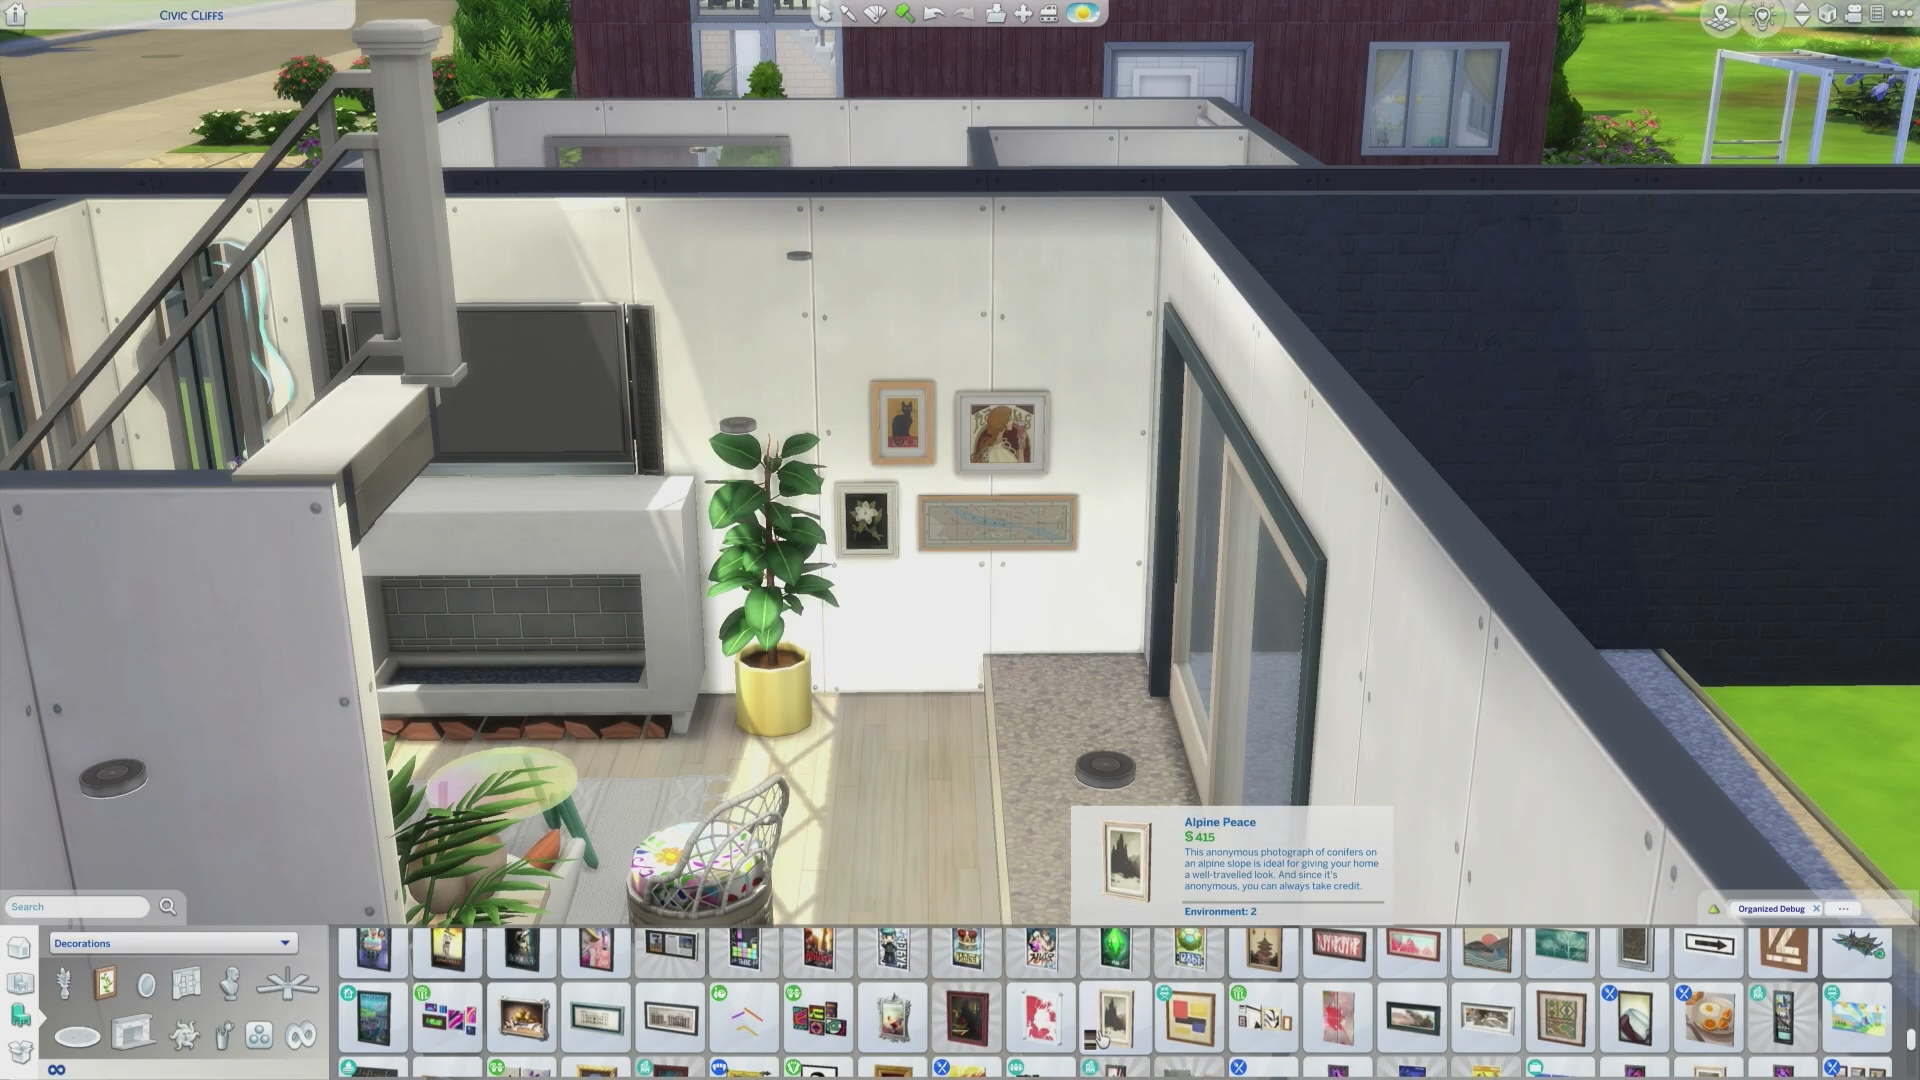 Civic Cliffs
Alpine Peace
§415
This anonymous photograph of conifers on
an alpine slope is ideal for giving your home
a well-travelled look. And since it's
anonymous, you can always take credit.
Environment: 2
Search
Organized Debug
Decorations